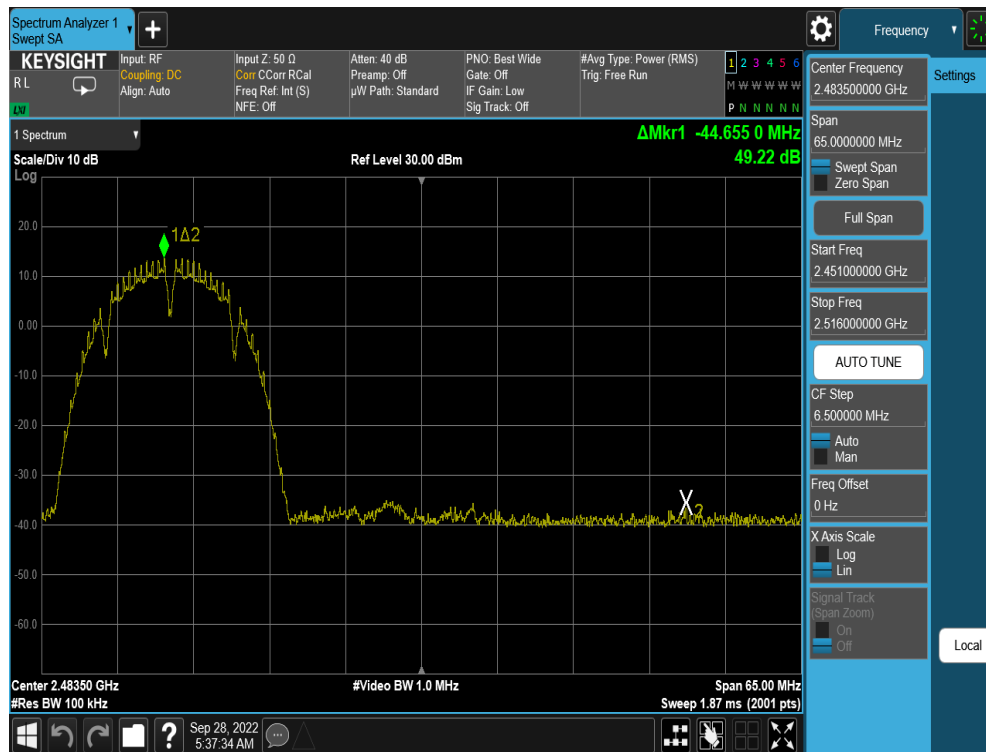 Spectrum Analyzer 1
Swept SA
+
Frequency
KEYSIGHT
R L
LXI
Input: RF
Coupling: DC
Align: Auto
Input Z: 50 Ω
Corr CCorr RCal
Freq Ref: Int (S)
NFE: Off
Atten: 40 dB
Preamp: Off
µW Path: Standard
PNO: Best Wide
Gate: Off
IF Gain: Low
Sig Track: Off
#Avg Type: Power (RMS)
Trig: Free Run
1 2 3 4 5 6
M W W W W W
P N N N N N
1 Spectrum
ΔMkr1 -44.655 0 MHz
49.22 dB
Scale/Div 10 dB
Ref Level 30.00 dBm
Log
20.0
10.0
0.00
-10.0
-20.0
-30.0
-40.0
-50.0
-60.0
1Δ2
X
2
Center 2.48350 GHz
#Video BW 1.0 MHz
Span 65.00 MHz
#Res BW 100 kHz
Sweep 1.87 ms (2001 pts)
Center Frequency
2.483500000 GHz
Settings
Span
65.0000000 MHz
Swept Span
Zero Span
Full Span
Start Freq
2.451000000 GHz
Stop Freq
2.516000000 GHz
AUTO TUNE
CF Step
6.500000 MHz
Auto
Man
Freq Offset
0 Hz
X Axis Scale
Log
Lin
Signal Track
(Span Zoom)
On
Off
Local
?
Sep 28, 2022
5:37:34 AM